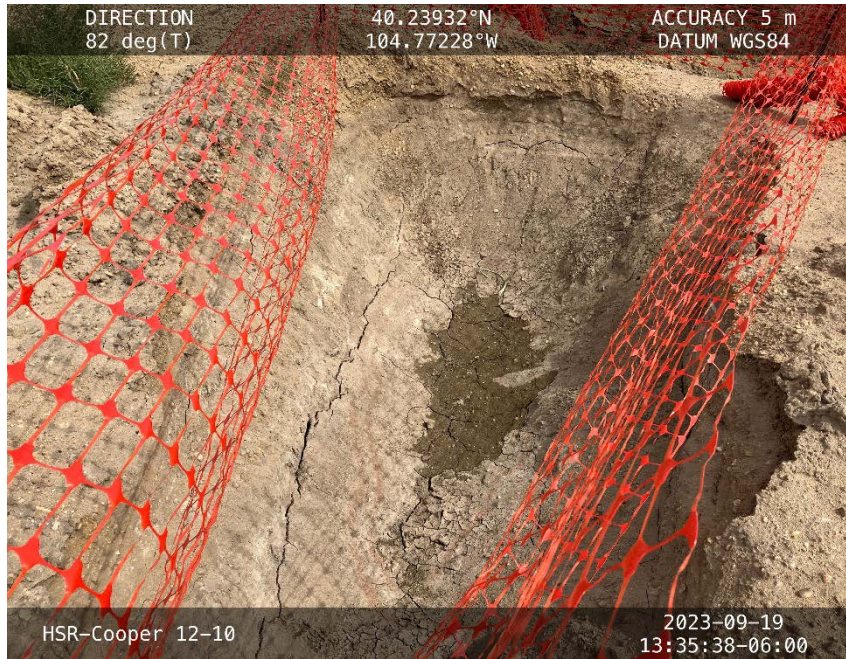 DIRECTION
82 deg(T)
40.23932°N
104.77228°W
ACCURACY 5 m
DATUM WGS84
HSR-Cooper 12-10
2023-09-19
13:35:38-06:00